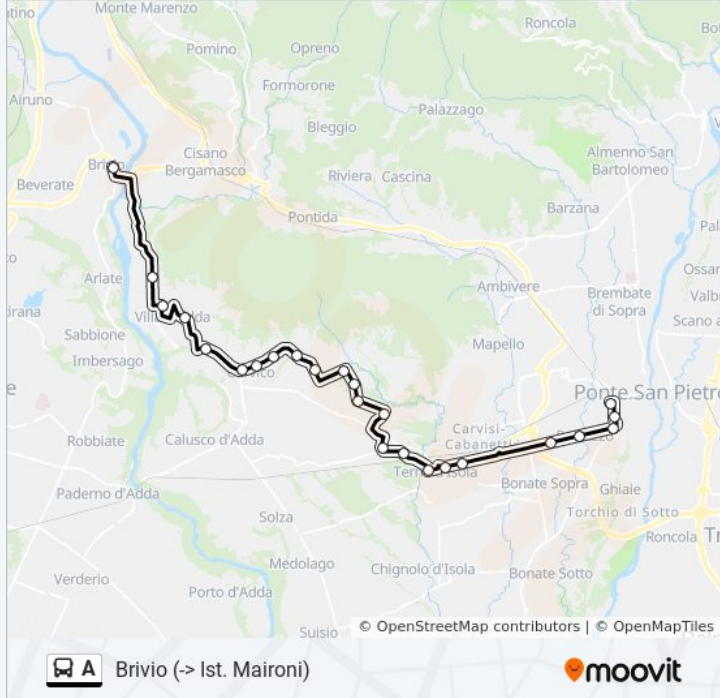 Monte Marenzo
Roncola
Pomino
Opreno
Formorene
Airuno
Palazzago
Bleggio
Cisano
Bergamasco
Almenno San
Bartolomeo
Beverate
Riviera
Cascina
Barzana
Pontida
Arlate
Ambivere
Brembate
di Sopra
Scano a
Sabbione
Mapello
Imbersago
Ponte San Pietro
Carvisi-
Cabanetti
Robbiate
Calusco d'Adda
Bonate Sopra
Ghiaie
Paderno d'Adda
Torchio di Sotto
Solza
Roncola
Medolago
Chignolo d'Isola
Bonate Sotto
Verderio
Porto d'Adda
Suisio
© OpenStreetMap contributors | © OpenMapTiles
A Brivio (-> Ist. Maironi)
moovit